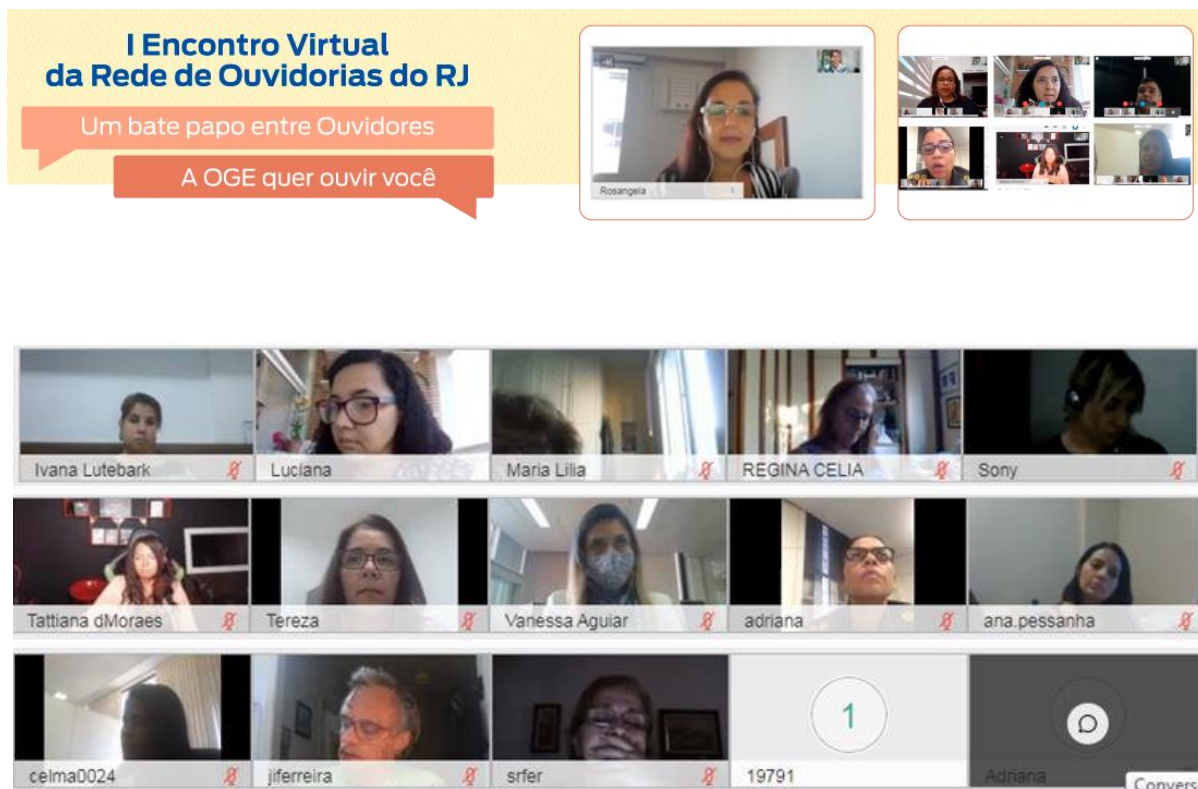 I Encontro Virtual
da Rede de Ouvidorias do RJ
Um bate papo entre Ouvidores
A OGE quer ouvir você
Rosangela
Ivana Lutebark
Luciana
Maria Lilia
REGINA CELIA
Sony
Tattiana dMoraes
Tereza
Vanessa Aguiar
adriana
ana.pessanha
celma0024
jiferreira
srfer
1
19791
Adriana
Convers